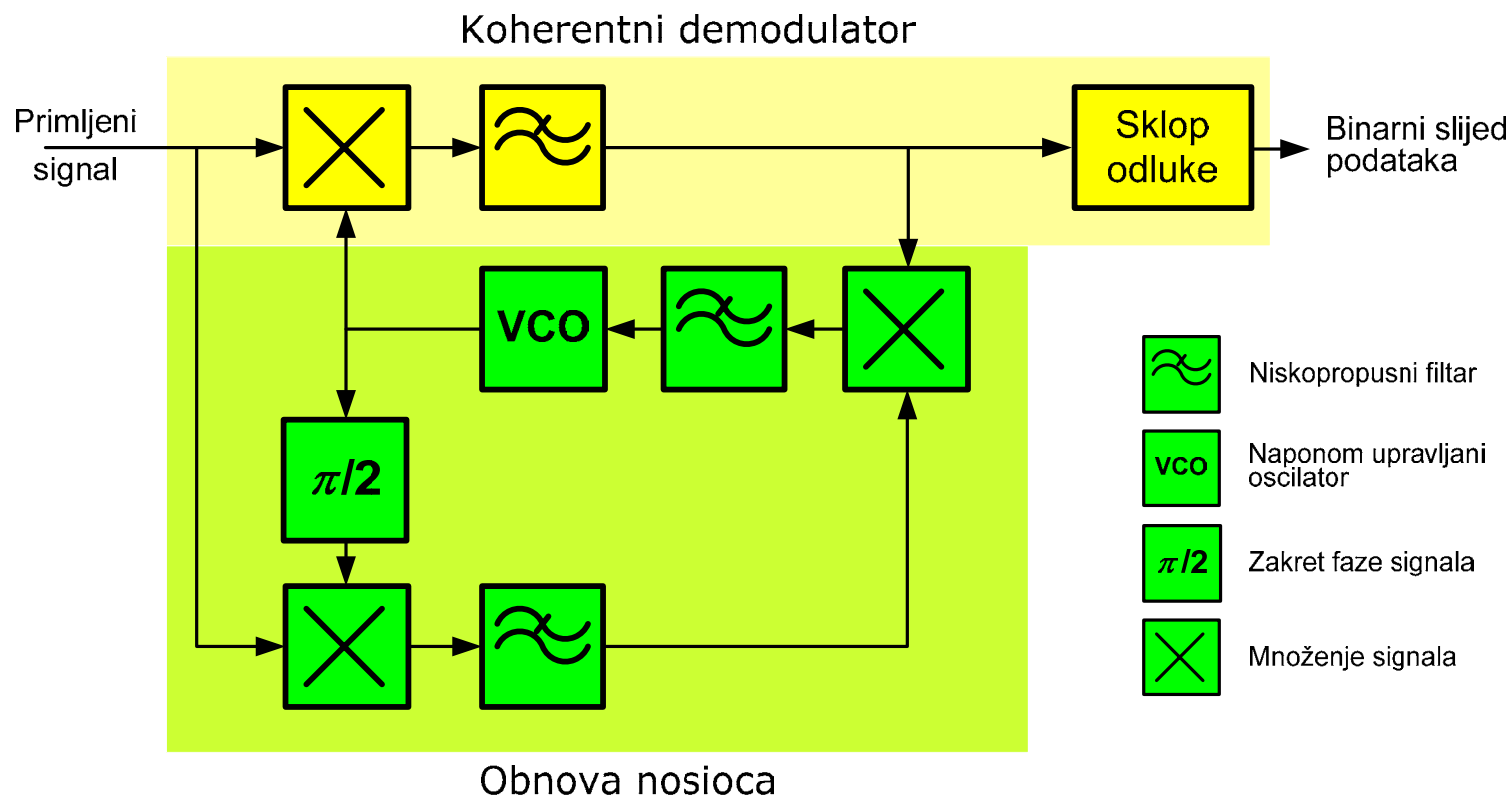 Koherentni demodulator
Primljeni
signal
Sklop
odluke
Binarni slijed
podataka
VCO
π/2
Niskopropusni filtar
VCO
Naponom upravljani
oscilator
π/2
Zakret faze signala
Množenje signala
Obnova nosioca